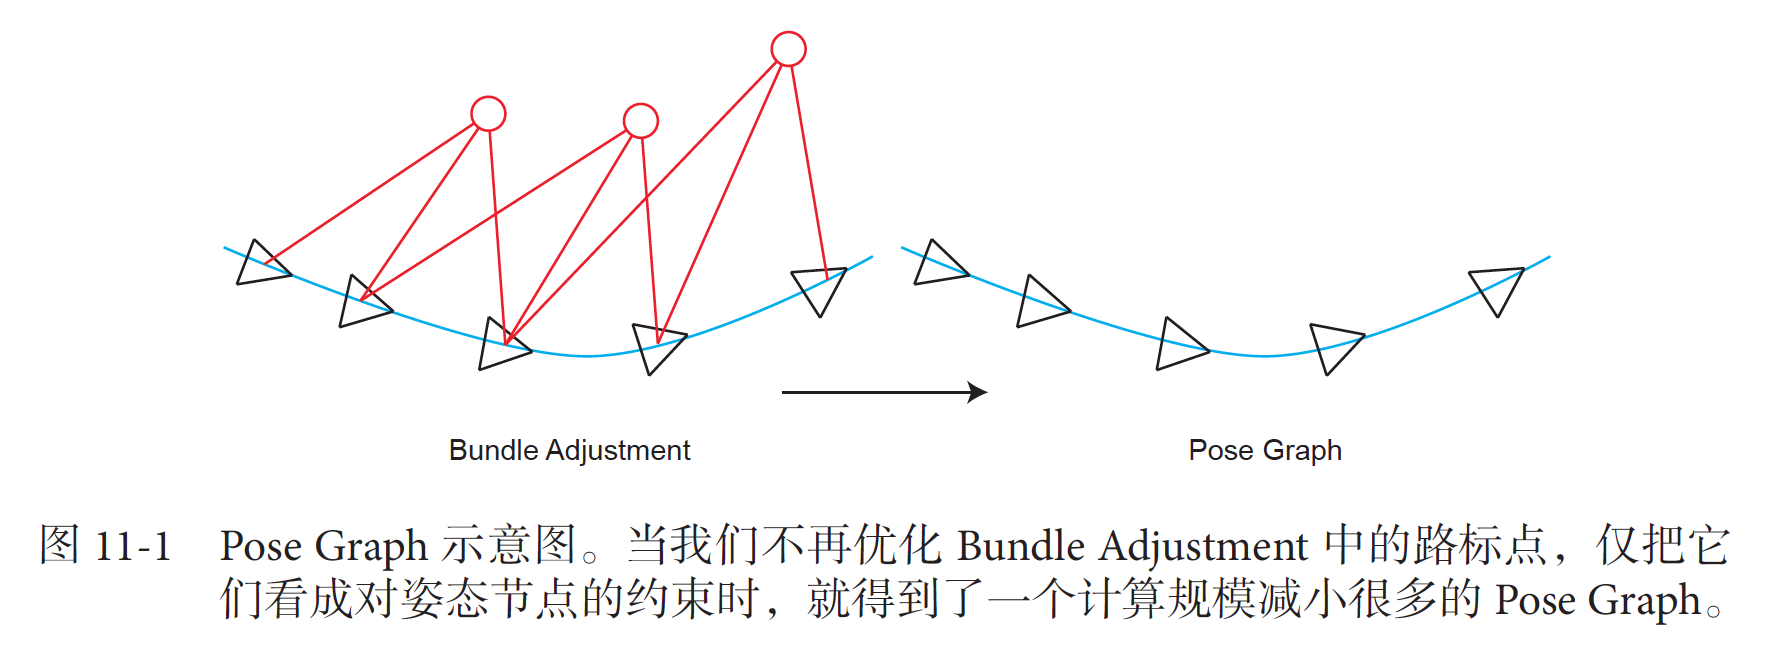 Bundle Adjustment
Pose Graph
图 11-1 Pose Graph 示意图。当我们不再优化 Bundle Adjustment 中的路标点，仅把它
们看成对姿态节点的约束时，就得到了一个计算规模减小很多的 Pose Graph。